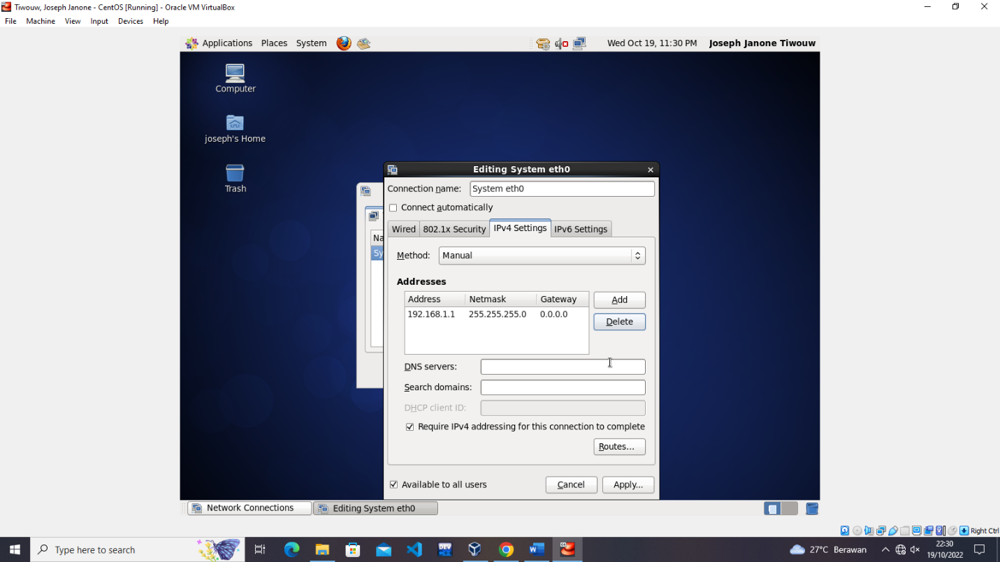 Tiwouw, Joseph Janone - CentOS [Running] - Oracle VM VirtualBox
File Machine View Input Devices Help
Applications Places System Wed Oct 19, 11:30 PM Joseph Janone Tiwouw
Computer
joseph's Home
Trash
Editing System eth0
Connection name: System eth0
Connect automatically
Wired 802.1x Security IPv4 Settings IPv6 Settings
Na
Method: Manual
Sy
Addresses
Address Netmask Gateway Add
192.168.1.1 255.255.255.0 0.0.0.0
Delete
DNS servers:
Search domains:
DHCP client ID:
Require IPv4 addressing for this connection to complete
Routes...
Available to all users Cancel Apply...
Network Connections Editing System eth0
Right Ctrl
Type here to search 27°C Berawan 22:30
19/10/2022